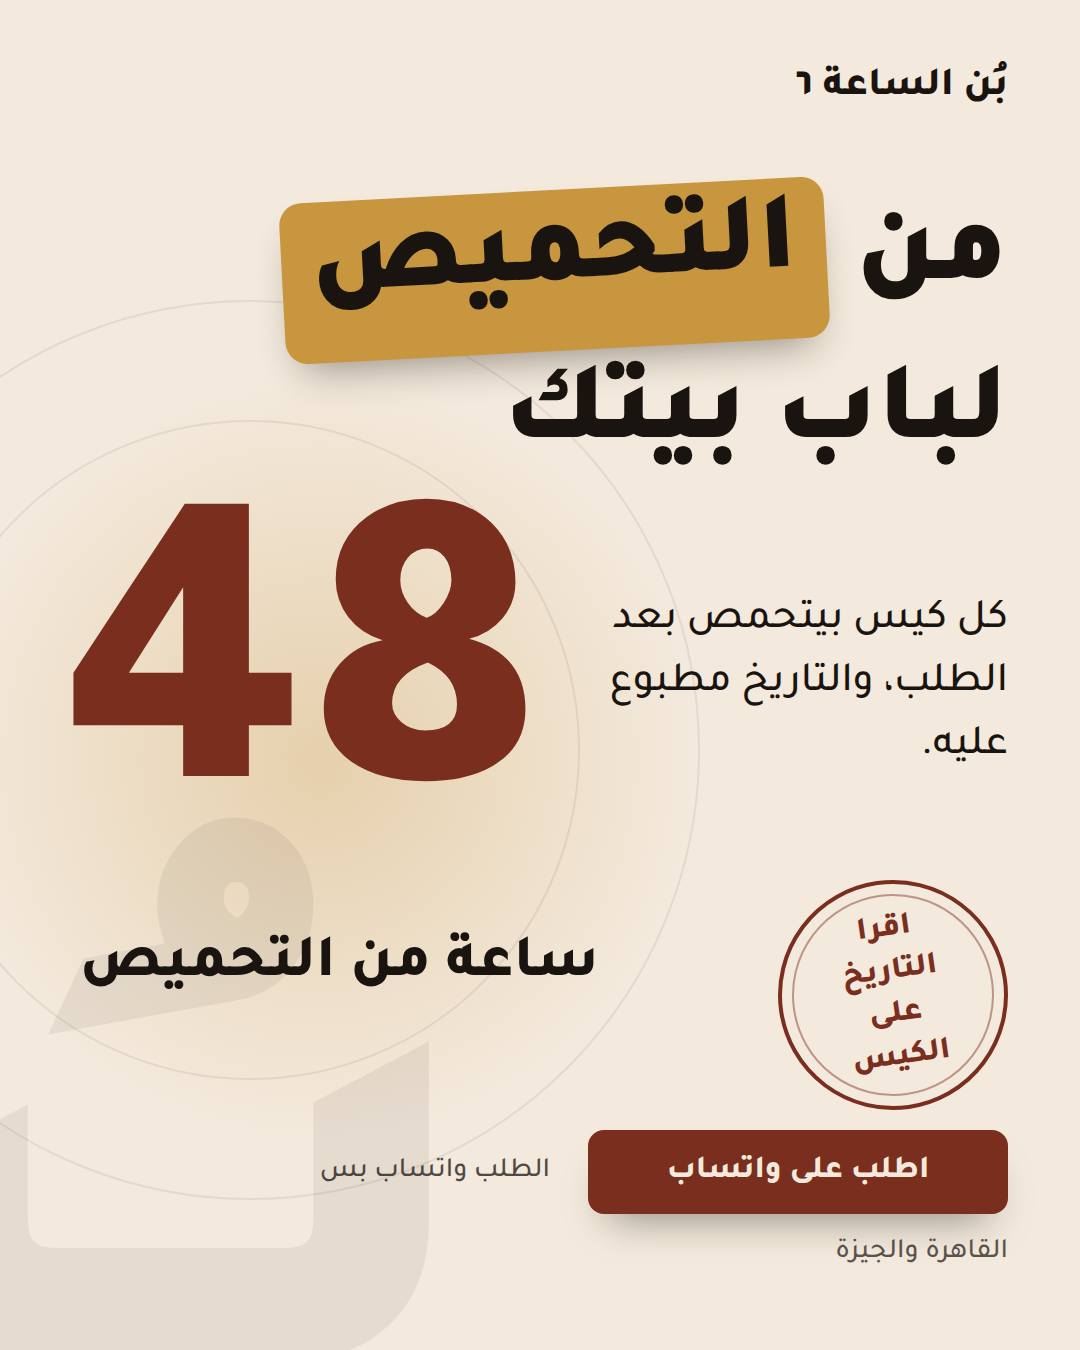 بُن الساعة ٦
من التحميص
لباب بيتك
48
كل كيس بيتحمص بعد
الطلب، والتاريخ مطبوع
عليه.
ساعة من التحميص
اقرا
التاريخ
على
الكيس
اطلب على واتساب
الطلب واتساب بس
القاهرة والجيزة